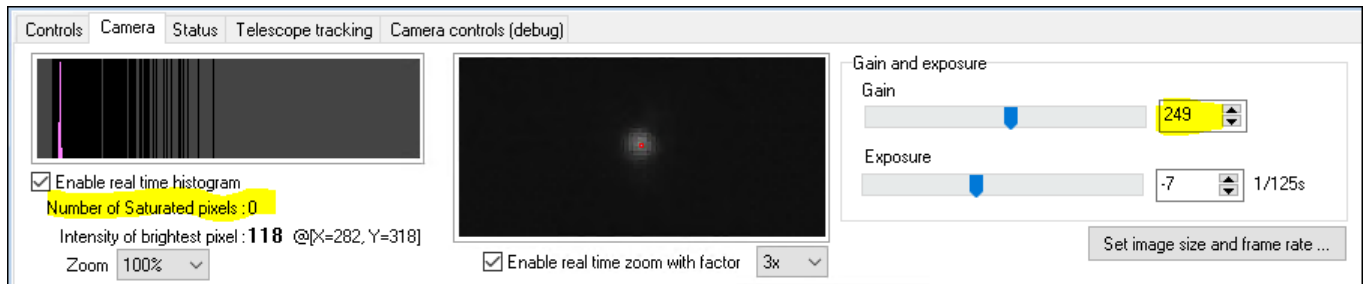 Controls Camera Status Telescope tracking Camera controls (debug)
Enable real time histogram
Number of Saturated pixels :0
Intensity of brightest pixel :118 @[X=282, Y=318]
Zoom 100%
Enable real time zoom with factor 3x
Gain and exposure
Gain
249
Exposure
-7 1/125s
Set image size and frame rate ...